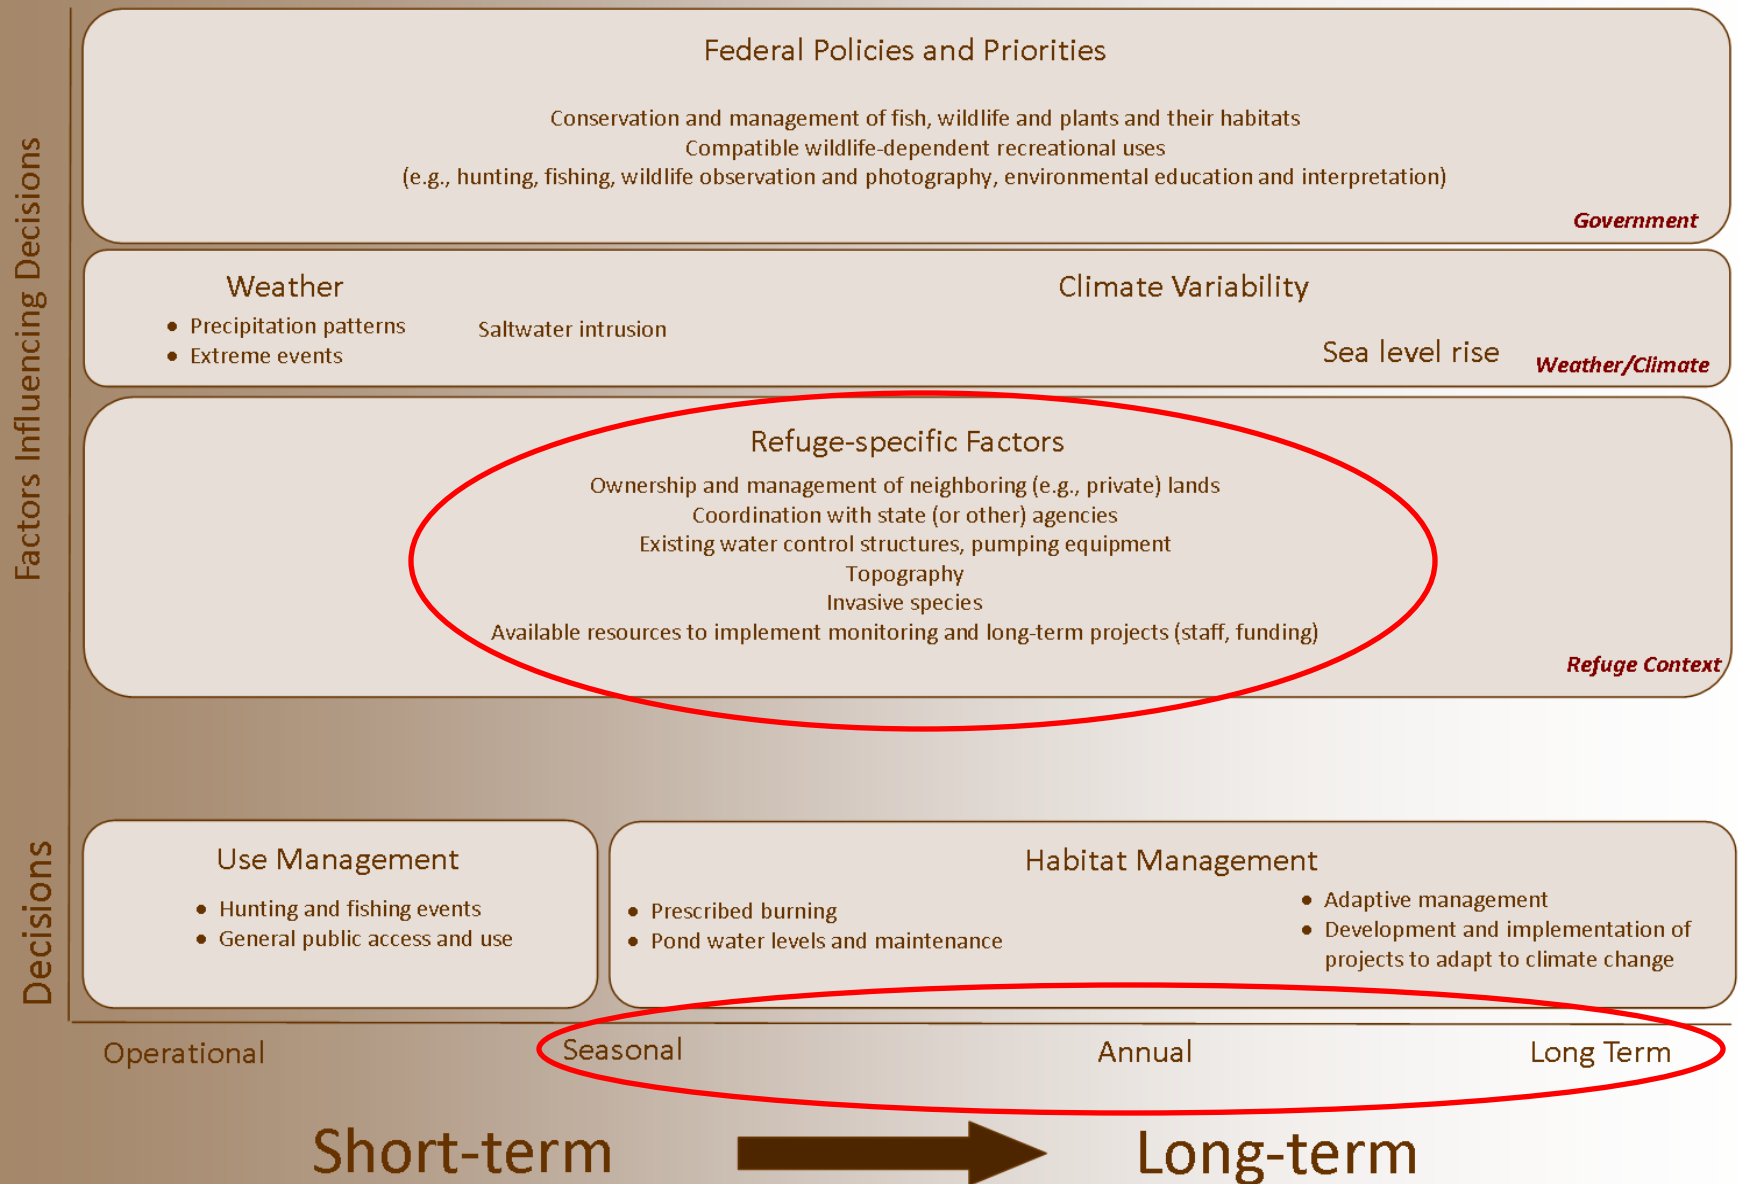 Factors Influencing Decisions
Federal Policies and Priorities
Conservation and management of fish, wildlife and plants and their habitats
Compatible wildlife-dependent recreational uses
(e.g., hunting, fishing, wildlife observation and photography, environmental education and interpretation)
Government
Weather
• Precipitation patterns
• Extreme events
Saltwater intrusion
Climate Variability
Sea level rise
Weather/Climate
Refuge-specific Factors
Ownership and management of neighboring (e.g., private) lands
Coordination with state (or other) agencies
Existing water control structures, pumping equipment
Topography
Invasive species
Available resources to implement monitoring and long-term projects (staff, funding)
Refuge Context
Decisions
Use Management
• Hunting and fishing events
• General public access and use
Habitat Management
• Prescribed burning
• Pond water levels and maintenance
• Adaptive management
• Development and implementation of
projects to adapt to climate change
Operational
Seasonal
Annual
Long Term
Short-term
Long-term